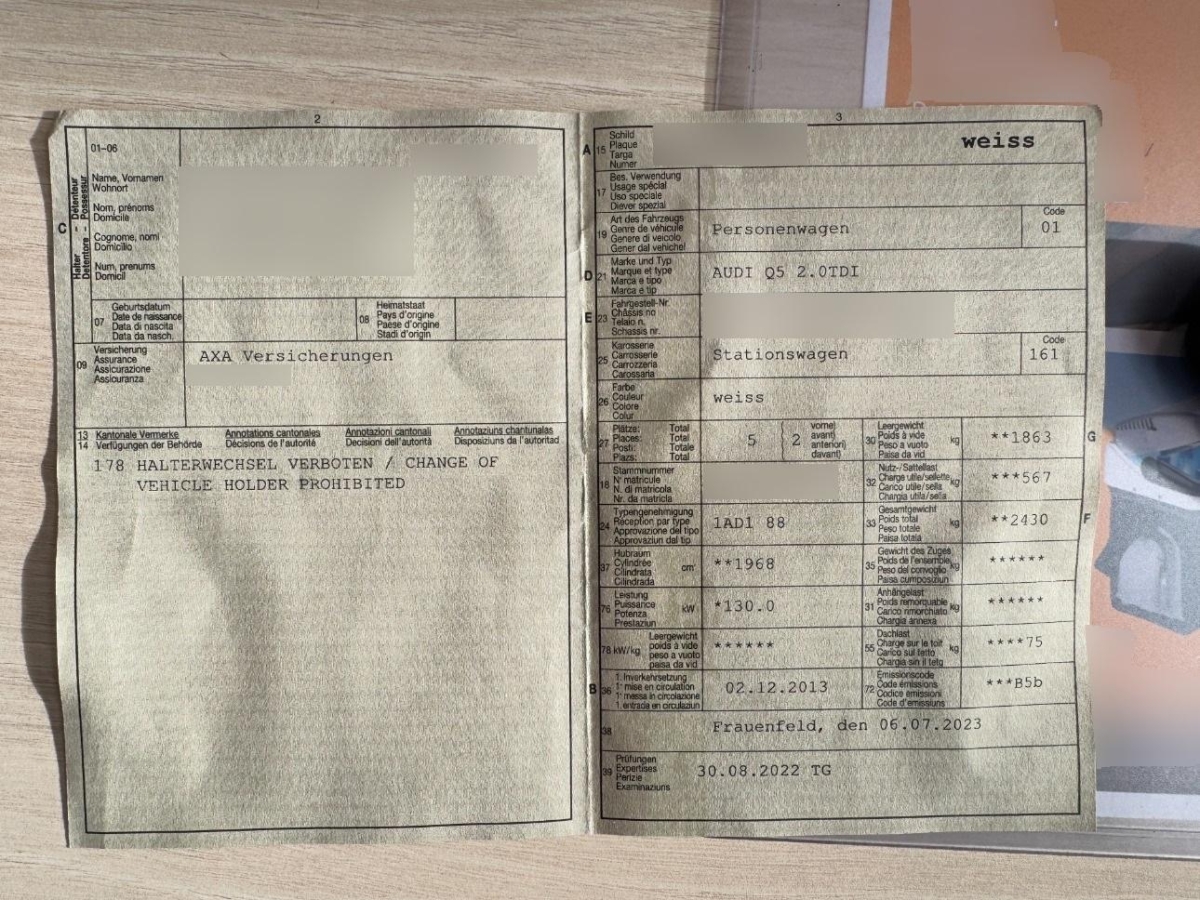 2
01–06
C
Halter – Détenteur
Detentore – Possessur
Name, Vornamen
Wohnort
Nom, prénoms
Domicile
Cognome, nomi
Domicilio
Num, prenums
Domicil
07
Geburtsdatum
Date de naissance
Data di nascita
Data da nasch.
08
Heimatstaat
Pays d'origine
Paese d'origine
Stadi d'origin
09
Versicherung
Assurance
Assicurazione
Assicuranza
AXA Versicherungen
13 Kantonale Vermerke Annotations cantonales Annotazioni cantonali Annotaziuns chantunalas
14 Verfügungen der Behörde Décisions de l'autorité Decisioni dell'autorità Disposiziuns da l'autoritad
178 HALTERWECHSEL VERBOTEN / CHANGE OF
VEHICLE HOLDER PROHIBITED
3
A 15
Schild
Plaque
Targa
Numer
weiss
17
Bes. Verwendung
Usage spécial
Uso speciale
Diever spezial
19
Art des Fahrzeugs
Genre de véhicule
Genere di veicolo
Gener dal vehichel
Personenwagen
Code
01
D 21
Marke und Typ
Marque et type
Marca e tipo
Marca e tip
AUDI Q5 2.0TDI
E 23
Fahrgestell-Nr.
Châssis no
Telaio n.
Schassis nr.
25
Karosserie
Carrosserie
Carrozzeria
Carossaria
Stationswagen
Code
161
26
Farbe
Couleur
Colore
Colur
weiss
27
Plätze: Total
Places: Total
Posti: Totale
Plazs: Total
5
2
vorne)
avant)
anteriori)
davant)
30
Leergewicht
Poids à vide
Peso a vuoto
Paisa da vid
kg
**1863
G
18
Stammnummer
N° matricule
N. di matricola
Nr. da matricla
32
Nutz-/Sattellast
Charge utile/sellette
Carico utile/sella
Chargia utila/sella
kg
***567
24
Typengenehmigung
Réception par type
Approvazione del tipo
Approvaziun dal tip
1AD1 88
33
Gesamtgewicht
Poids total
Peso totale
Paisa totala
kg
**2430
F
37
Hubraum
Cylindrée
Cilindrata
Cilindrada
cm³
**1968
35
Gewicht des Zuges
Poids de l'ensemble
Peso del convoglio
Paisa cumposiziun
kg
******
76
Leistung
Puissance
Potenza
Prestaziun
kW
*130.0
31
Anhängelast
Poids remorquable
Carico rimorchiato
Chargia annexa
kg
******
78 kW/kg
Leergewicht
poids à vide
peso a vuoto
paisa da vid
******
55
Dachlast
Charge sur le toit
Carico sul tetto
Chargia sin il tetg
kg
****75
B 36
1. Inverkehrsetzung
1re mise en circulation
1a messa in circolazione
1. entrada en circulaziun
02.12.2013
72
Emissionscode
Code émissions
Codice emissioni
Code d'emissiuns
***B5b
38
Frauenfeld, den 06.07.2023
39
Prüfungen
Expertises
Perizie
Examinaziuns
30.08.2022 TG